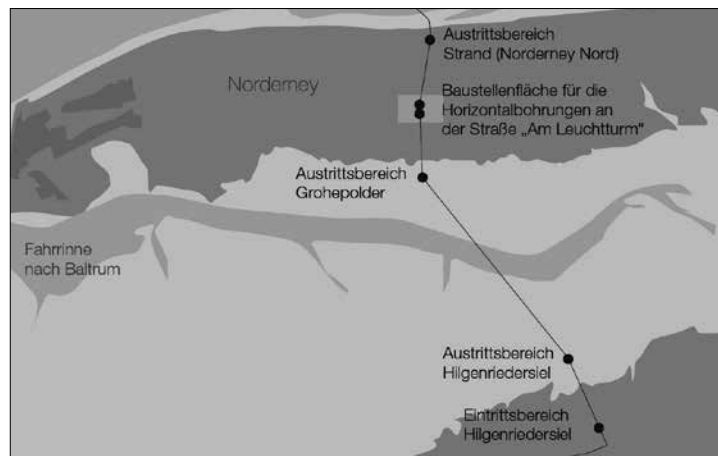 Austrittsbereich
Strand (Norderney Nord)
Norderney
Baustellenfläche für die
Horizontalbohrungen an
der Straße „Am Leuchtturm“
Austrittsbereich
Grohepolder
Fahrrinne
nach Baltrum
Austrittsbereich
Hilgenriedersiel
Eintrittsbereich
Hilgenriedersiel